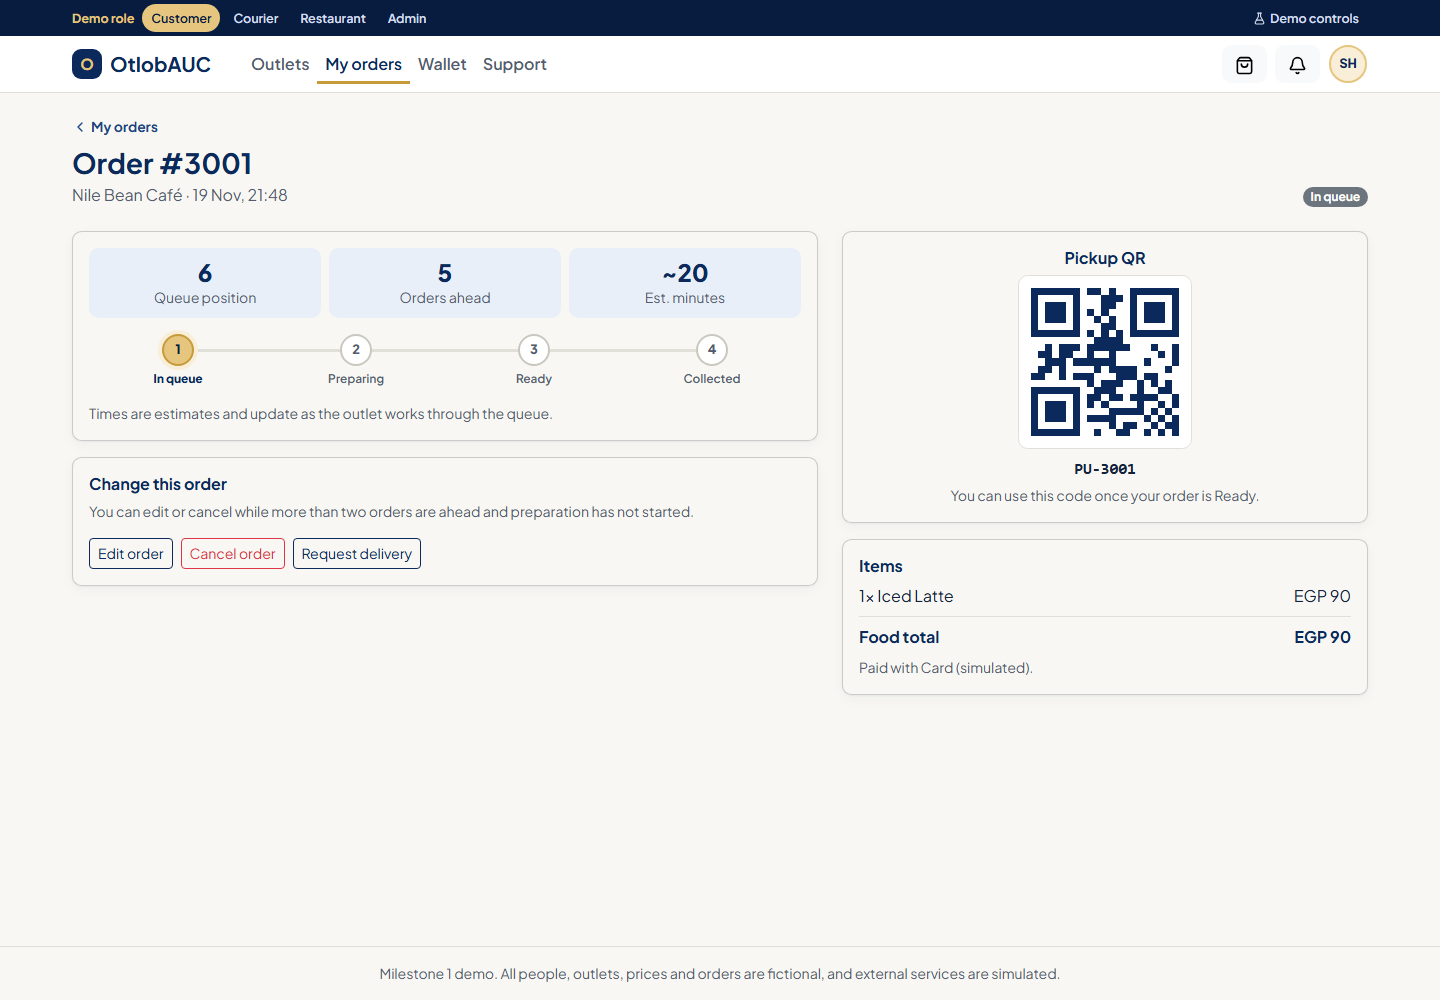 Demo role Customer Courier Restaurant Admin Demo controls
O OtlobAUC Outlets My orders Wallet Support SH
My orders
Order #3001
Nile Bean Café · 19 Nov, 21:48
In queue
6 5 ~20
Queue position Orders ahead Est. minutes
1 2 3 4
In queue Preparing Ready Collected
Times are estimates and update as the outlet works through the queue.
Change this order
You can edit or cancel while more than two orders are ahead and preparation has not started.
Edit order Cancel order Request delivery
Pickup QR
PU-3001
You can use this code once your order is Ready.
Items
1× Iced Latte EGP 90
Food total EGP 90
Paid with Card (simulated).
Milestone 1 demo. All people, outlets, prices and orders are fictional, and external services are simulated.